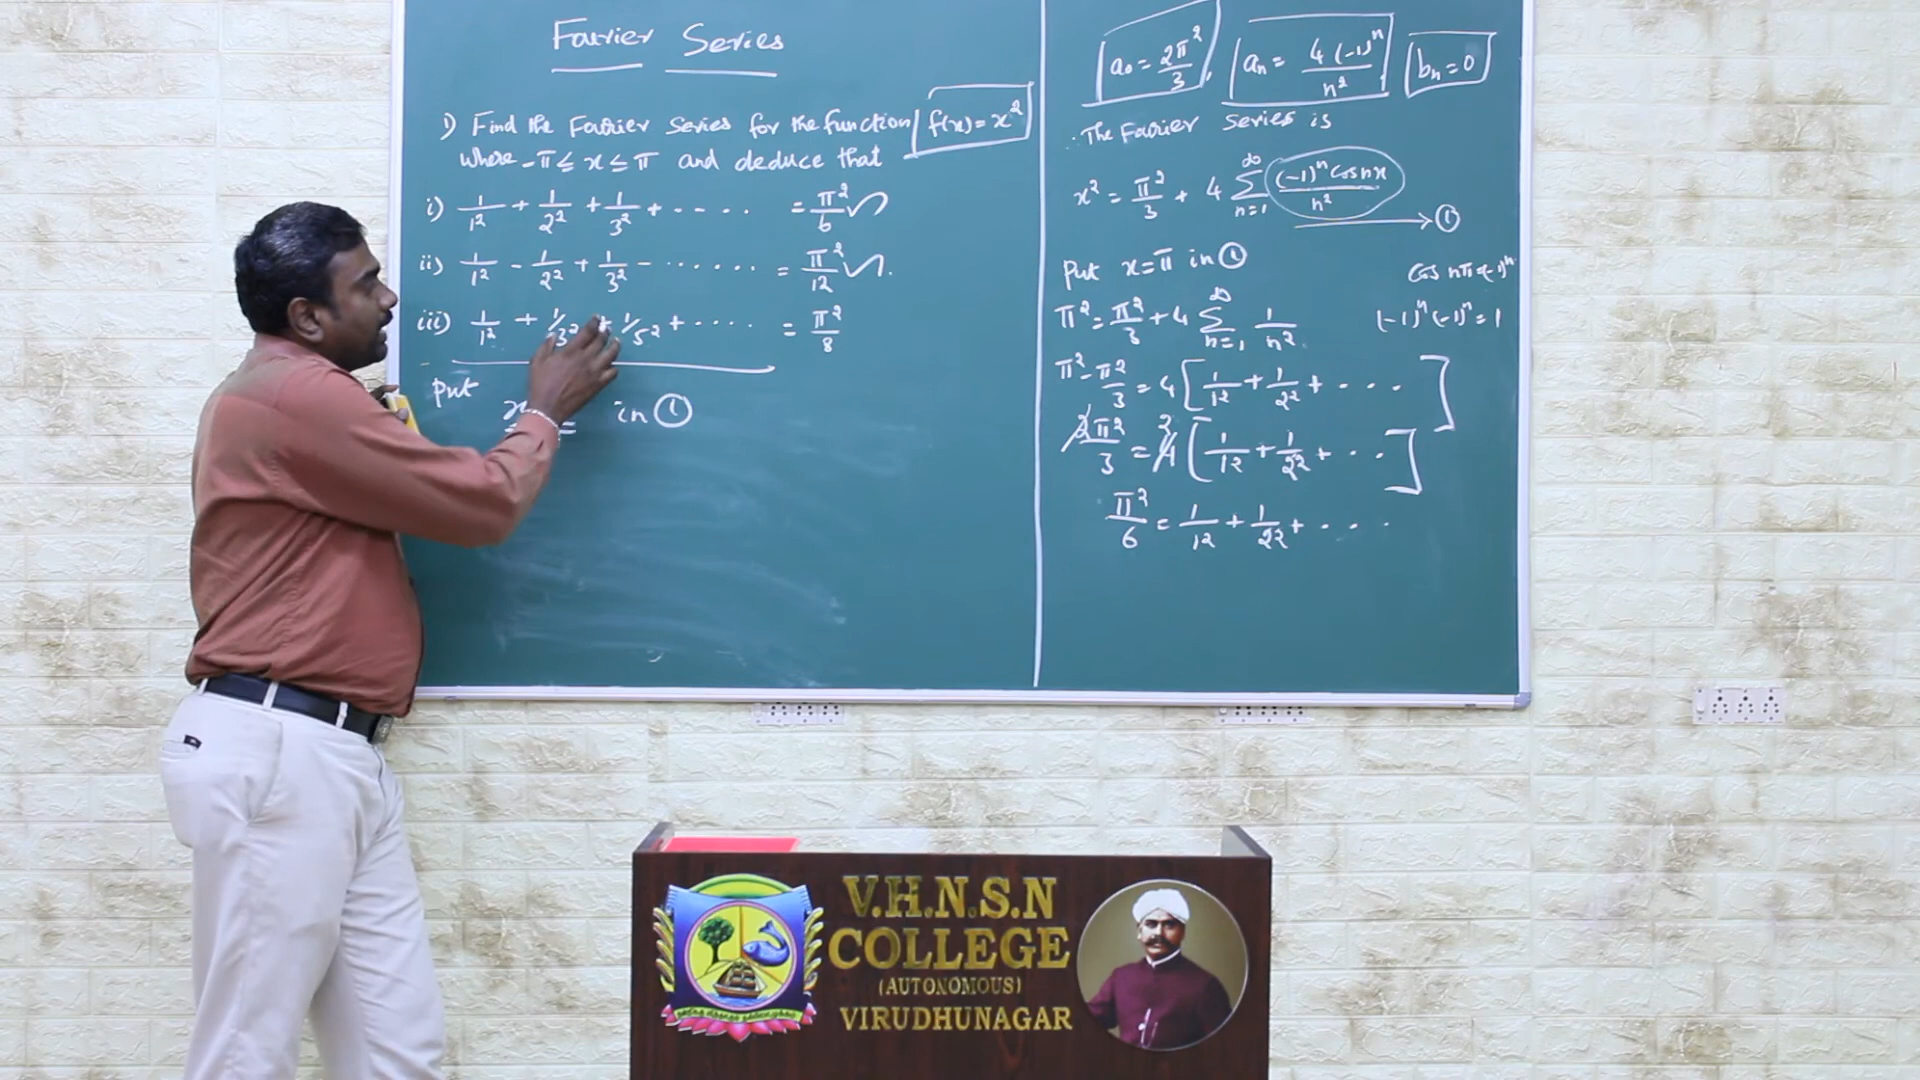 Fourier Series
1) Find the Fourier Series for the function f(x) = x²
where -π ≤ x ≤ π and deduce that
i) 1/1² + 1/2² + 1/3² + - - - . = π²/6
ii) 1/1² - 1/2² + 1/3² - ....... = π²/12
iii) 1/1² + 1/3² + 1/5² + ..... = π²/8
put
in ①
a₀ = 2π²/3, aₙ = 4(-1)ⁿ/n² bₙ = 0
∴ The Fourier Series is
x² = π²/3 + 4 ∑ₙ₌₁^∞ (-1)ⁿ cos nx/n² → ①
put x = π in ①
cos nπ = (-1)ⁿ
π² = π²/3 + 4 ∑ₙ₌₁^∞ 1/n²
(-1)ⁿ (-1)ⁿ = 1
π² - π²/3 = 4 [1/1² + 1/2² + . . . .]
2π²/3 = 4 2 [1/1² + 1/2² + . . .]
π²/6 = 1/1² + 1/2² + . . . .
V.H.N.S.N
COLLEGE
(AUTONOMOUS)
VIRUDHUNAGAR